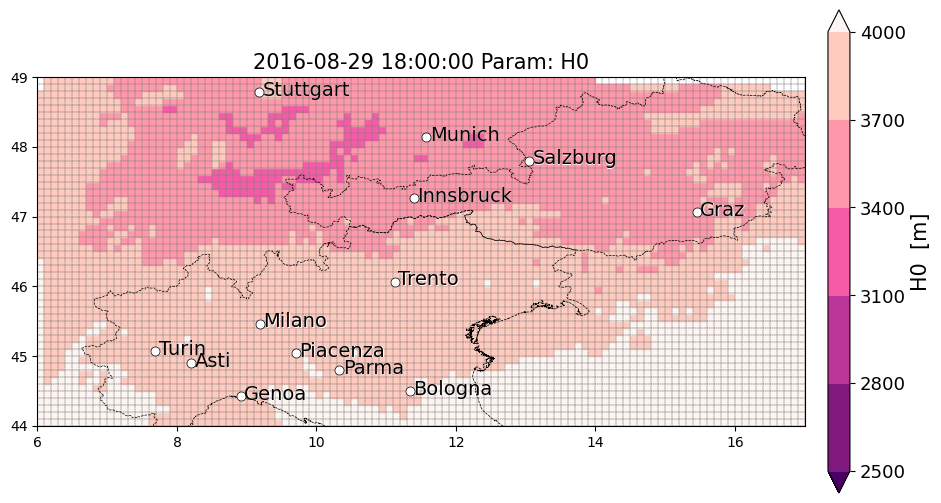 2016-08-29 18:00:00 Param: H0
49
48
47
46
45
44
6 8 10 12 14 16
Stuttgart
Munich
Salzburg
Innsbruck
Graz
Trento
Milano
Turin
Piacenza
Asti
Parma
Bologna
Genoa
4000
3700
3400
3100
2800
2500
H0 [m]